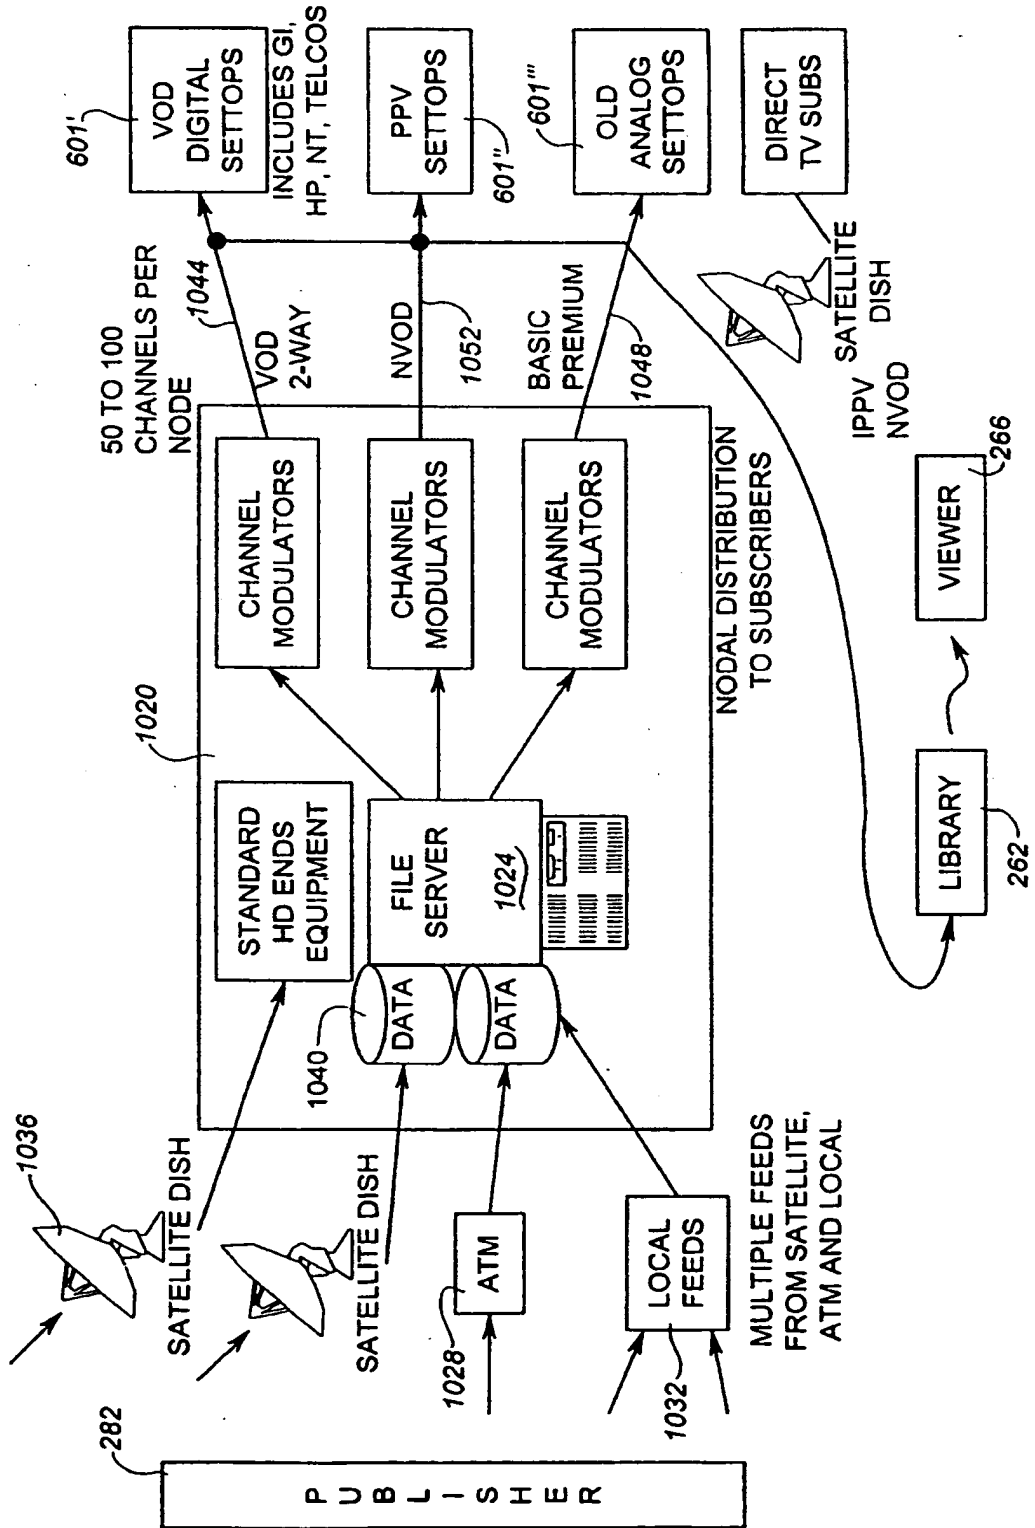 282
PUBLISHER
1036
SATELLITE DISH
SATELLITE DISH
1028
ATM
1032
LOCAL
FEEDS
MULTIPLE FEEDS
FROM SATELLITE,
ATM AND LOCAL
1020
STANDARD
HD ENDS
EQUIPMENT
1040
DATA
DATA
FILE
SERVER
1024
CHANNEL
MODULATORS
CHANNEL
MODULATORS
CHANNEL
MODULATORS
NODAL DISTRIBUTION
TO SUBSCRIBERS
50 TO 100
CHANNELS PER
NODE
1044
VOD
2-WAY
NVOD
1052
BASIC
PREMIUM
1048
601'
VOD
DIGITAL
SETTOPS
INCLUDES GI,
HP, NT, TELCOS
PPV
SETTOPS
601"
601'"
OLD
ANALOG
SETTOPS
DIRECT
TV SUBS
SATELLITE
DISH
IPPV
NVOD
LIBRARY
262
VIEWER
266